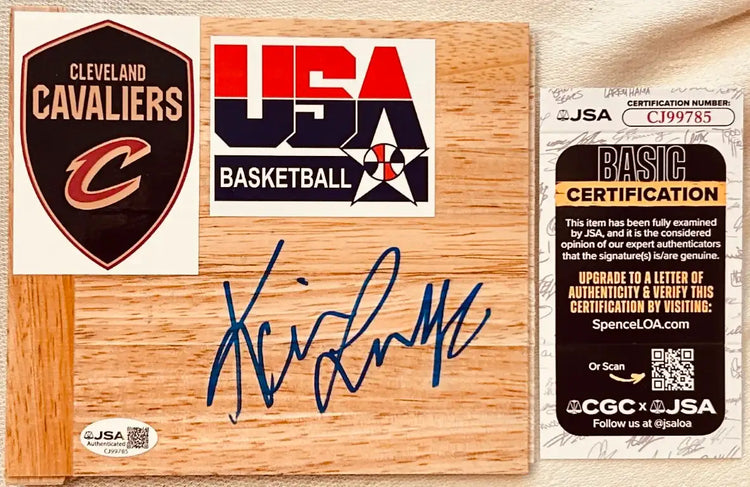 CLEVELAND
CAVALIERS
C
USA
BASKETBALL
JSA
Authenticated
CJ99785
LARRY HAMA
JSA
CERTIFICATION NUMBER:
CJ99785
BASIC
CERTIFICATION
This item has been fully examined
by JSA, and it is the considered
opinion of our expert authenticators
that the signature(s) is/are genuine.
UPGRADE TO A LETTER OF
AUTHENTICITY & VERIFY THIS
CERTIFICATION BY VISITING:
SpenceLOA.com
Or Scan
CGC x JSA
Follow us at @jsaloa